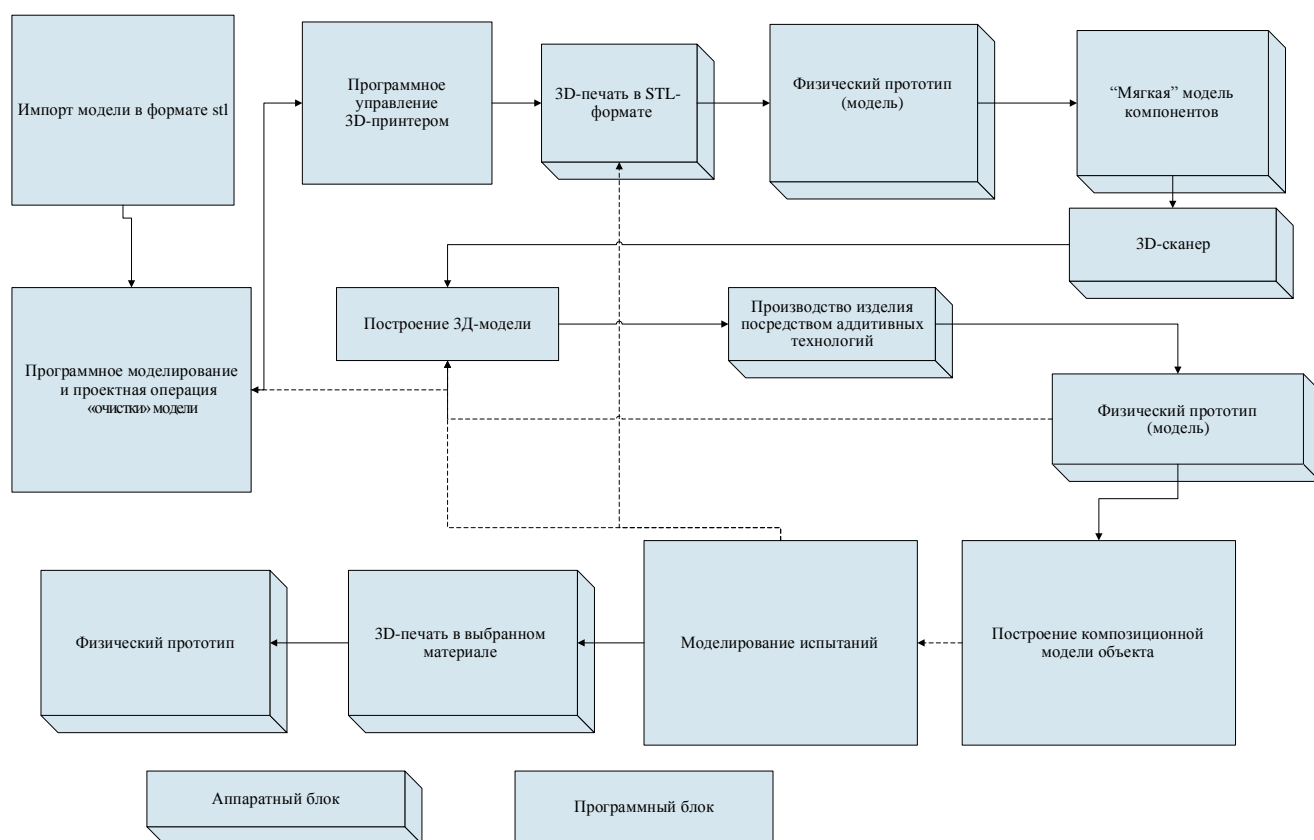 Импорт модели в формате stl
Программное
управление
3D-принтером
3D-печать в STL-
формате
Физический прототип
(модель)
“Мягкая” модель
компонентов
3D-сканер
Построение 3Д-модели
Производство изделия
посредством аддитивных
технологий
Программное моделирование
и проектная операция
«очистки» модели
Физический прототип
(модель)
Физический прототип
3D-печать в выбранном
материале
Моделирование испытаний
Построение композиционной
модели объекта
Аппаратный блок
Программный блок